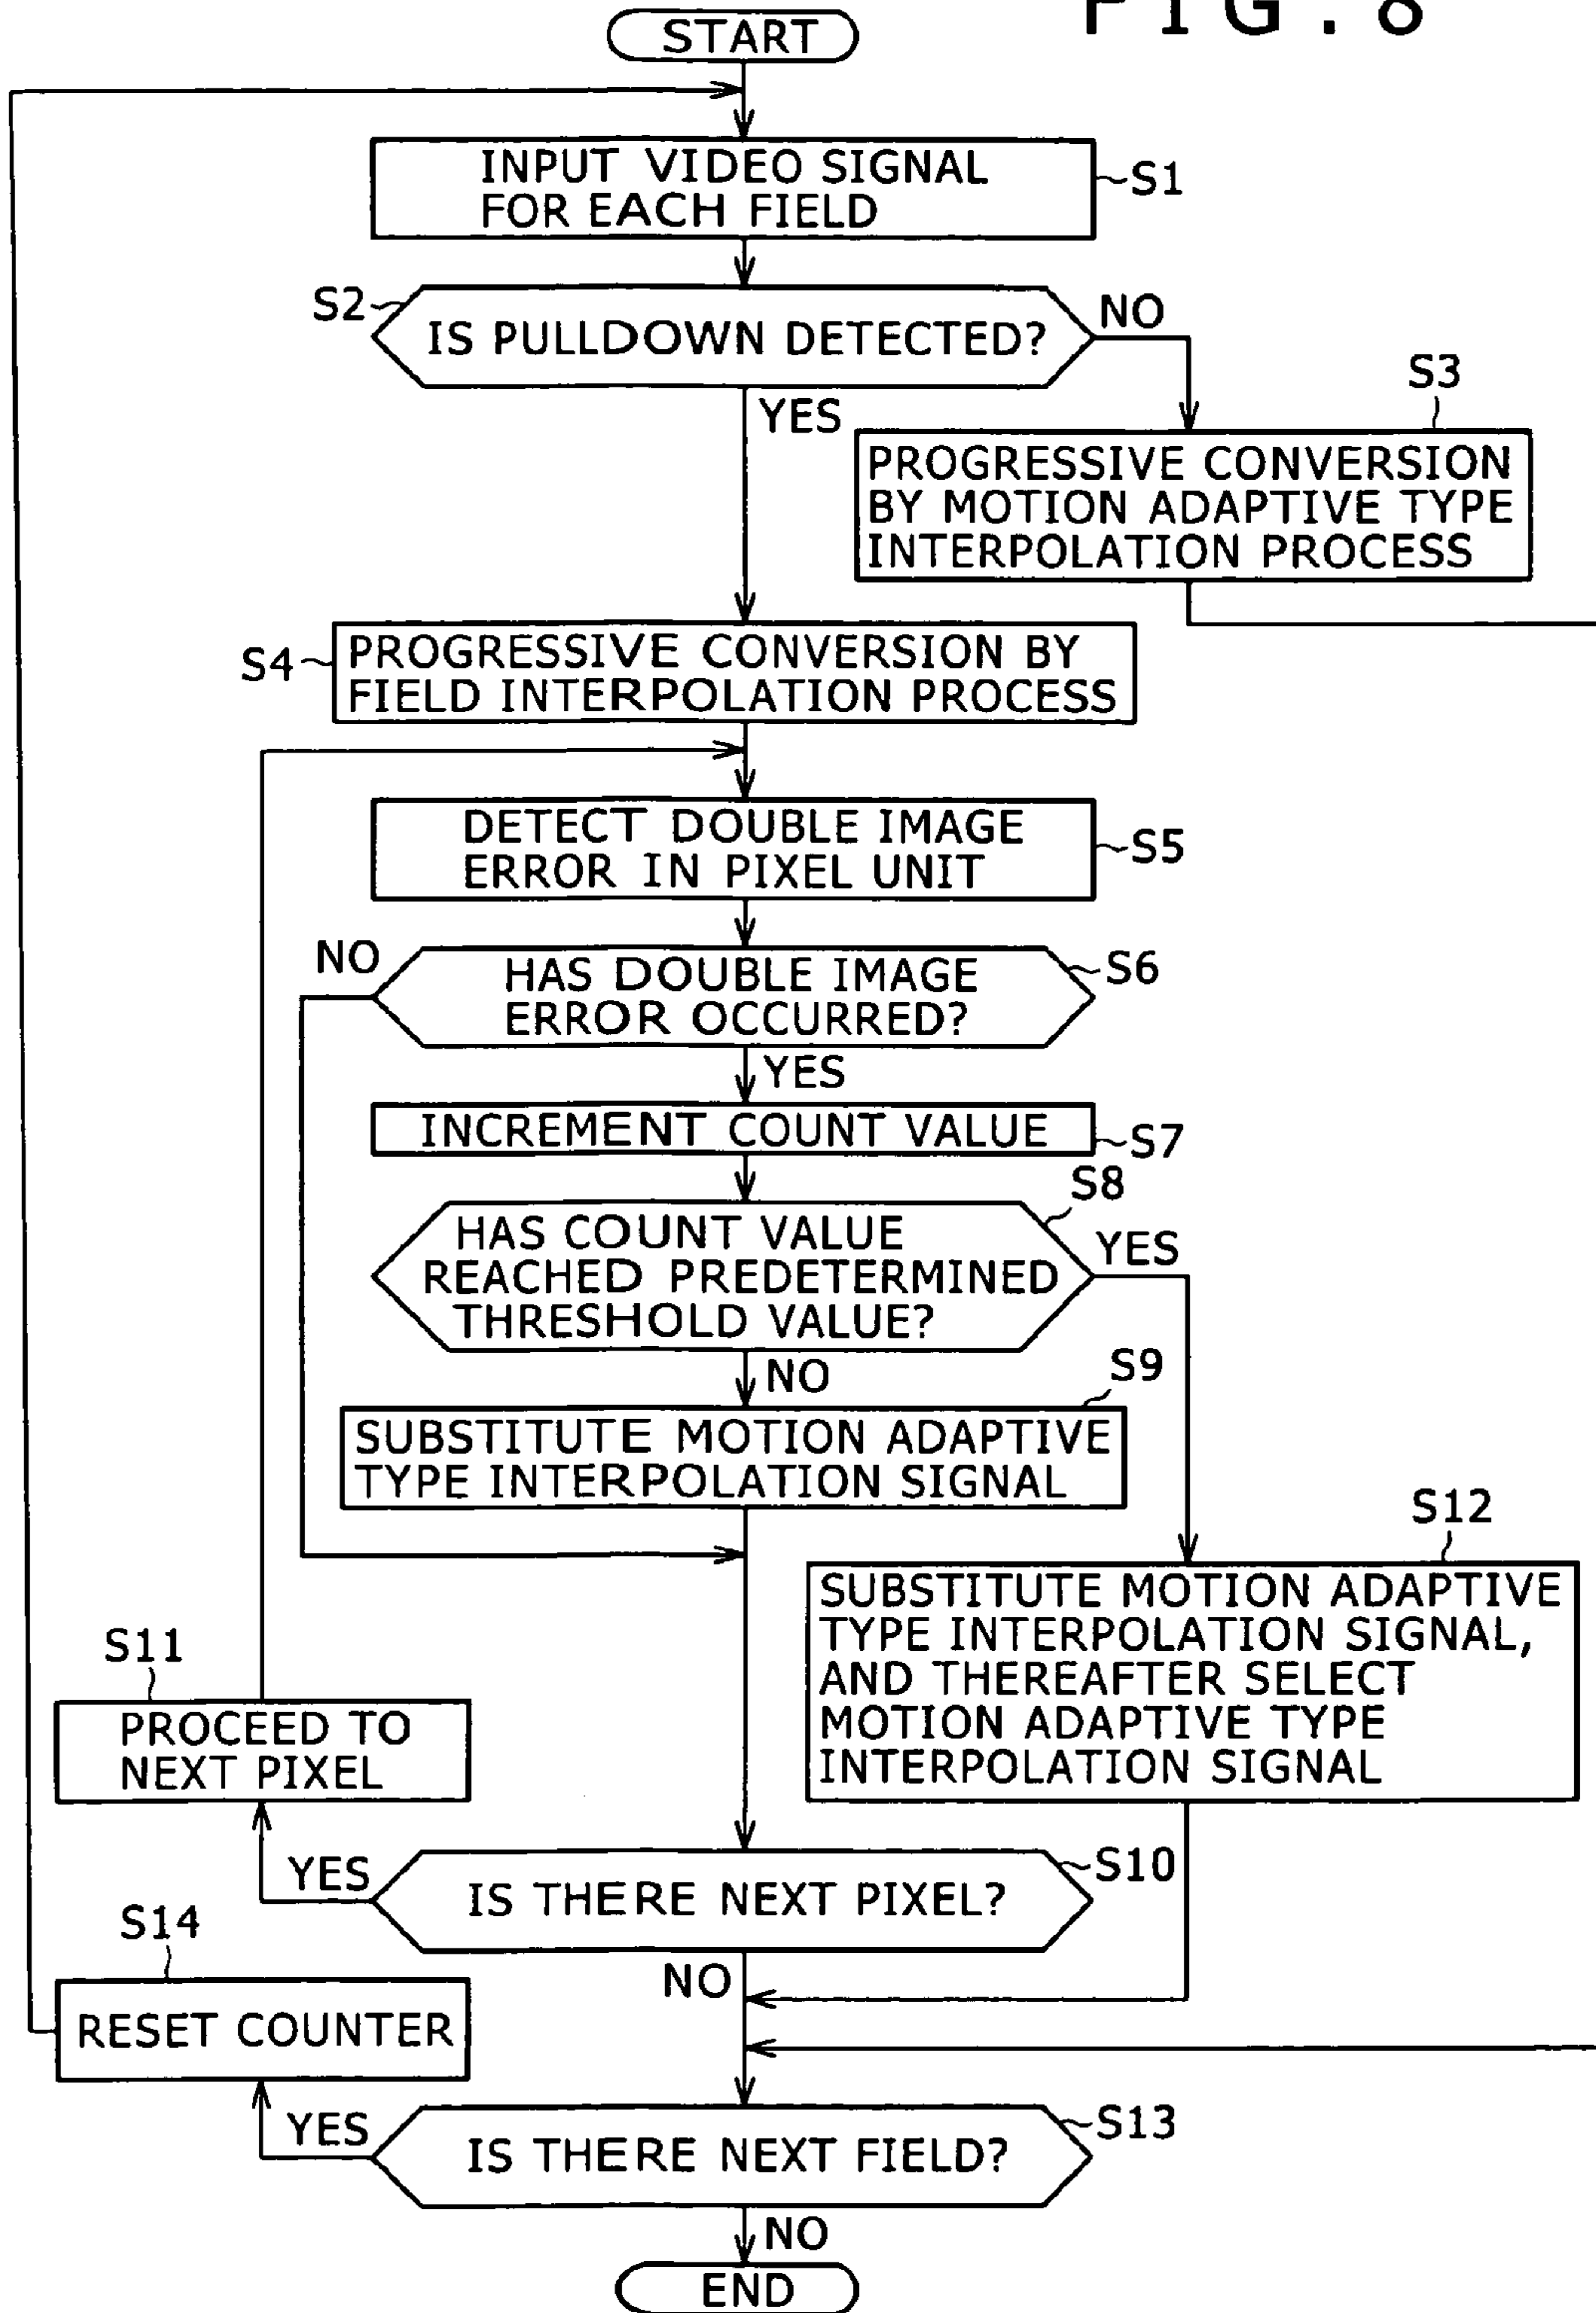 FIG.8
START
INPUT VIDEO SIGNAL
FOR EACH FIELD
S1
S2
IS PULLDOWN DETECTED?
NO
YES
S3
PROGRESSIVE CONVERSION
BY MOTION ADAPTIVE TYPE
INTERPOLATION PROCESS
S4
PROGRESSIVE CONVERSION BY
FIELD INTERPOLATION PROCESS
DETECT DOUBLE IMAGE
ERROR IN PIXEL UNIT
S5
NO
HAS DOUBLE IMAGE
ERROR OCCURRED?
S6
YES
INCREMENT COUNT VALUE
S7
S8
HAS COUNT VALUE
REACHED PREDETERMINED
THRESHOLD VALUE?
YES
NO
S9
SUBSTITUTE MOTION ADAPTIVE
TYPE INTERPOLATION SIGNAL
S12
SUBSTITUTE MOTION ADAPTIVE
TYPE INTERPOLATION SIGNAL,
AND THEREAFTER SELECT
MOTION ADAPTIVE TYPE
INTERPOLATION SIGNAL
S11
PROCEED TO
NEXT PIXEL
YES
IS THERE NEXT PIXEL?
S10
NO
S14
RESET COUNTER
YES
IS THERE NEXT FIELD?
S13
NO
END